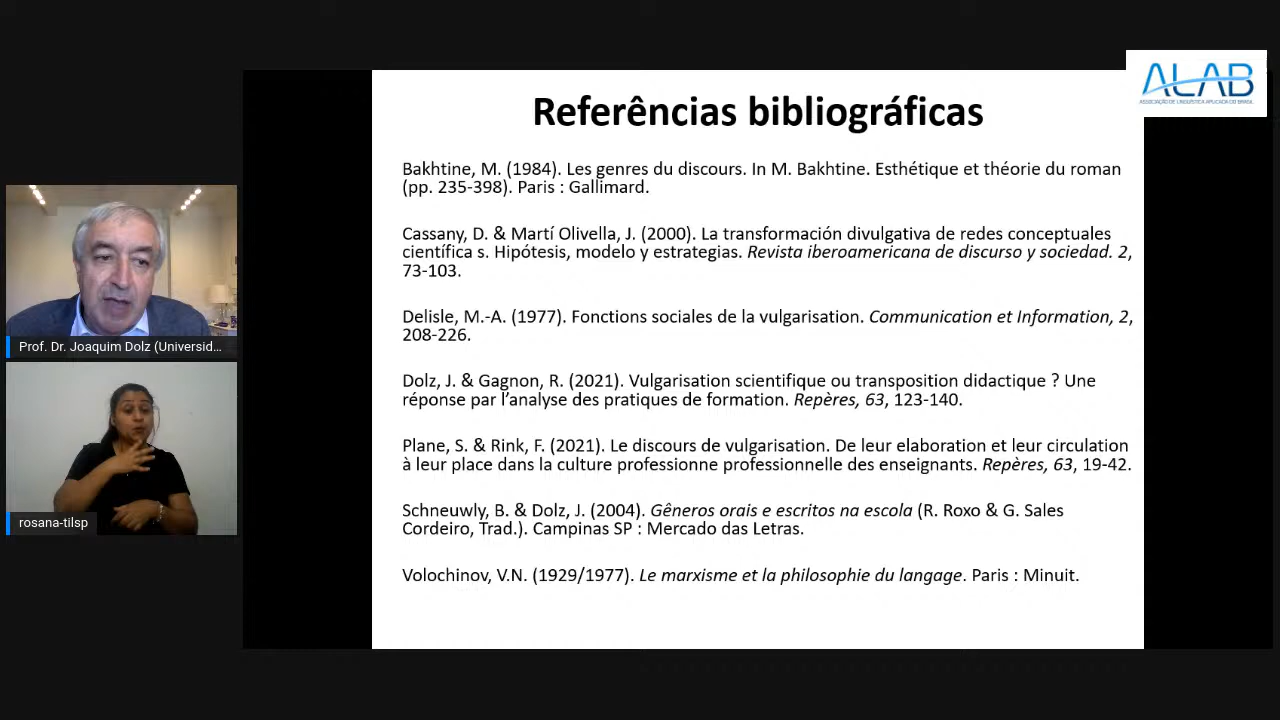 ALAB
ASSOCIAÇÃO DE LINGUÍSTICA APLICADA DO BRASIL
Referências bibliográficas
Bakhtine, M. (1984). Les genres du discours. In M. Bakhtine. Esthétique et théorie du roman
(pp. 235-398). Paris : Gallimard.
Cassany, D. & Martí Olivella, J. (2000). La transformación divulgativa de redes conceptuales
científica s. Hipótesis, modelo y estrategias. Revista iberoamericana de discurso y sociedad. 2,
73-103.
Delisle, M.-A. (1977). Fonctions sociales de la vulgarisation. Communication et Information, 2,
208-226.
Dolz, J. & Gagnon, R. (2021). Vulgarisation scientifique ou transposition didactique ? Une
réponse par l'analyse des pratiques de formation. Repères, 63, 123-140.
Plane, S. & Rink, F. (2021). Le discours de vulgarisation. De leur elaboration et leur circulation
à leur place dans la culture professionne professionnelle des enseignants. Repères, 63, 19-42.
Schneuwly, B. & Dolz, J. (2004). Gêneros orais e escritos na escola (R. Roxo & G. Sales
Cordeiro, Trad.). Campinas SP : Mercado das Letras.
Volochinov, V.N. (1929/1977). Le marxisme et la philosophie du langage. Paris : Minuit.
Prof. Dr. Joaquim Dolz (Universid...
rosana-tilsp